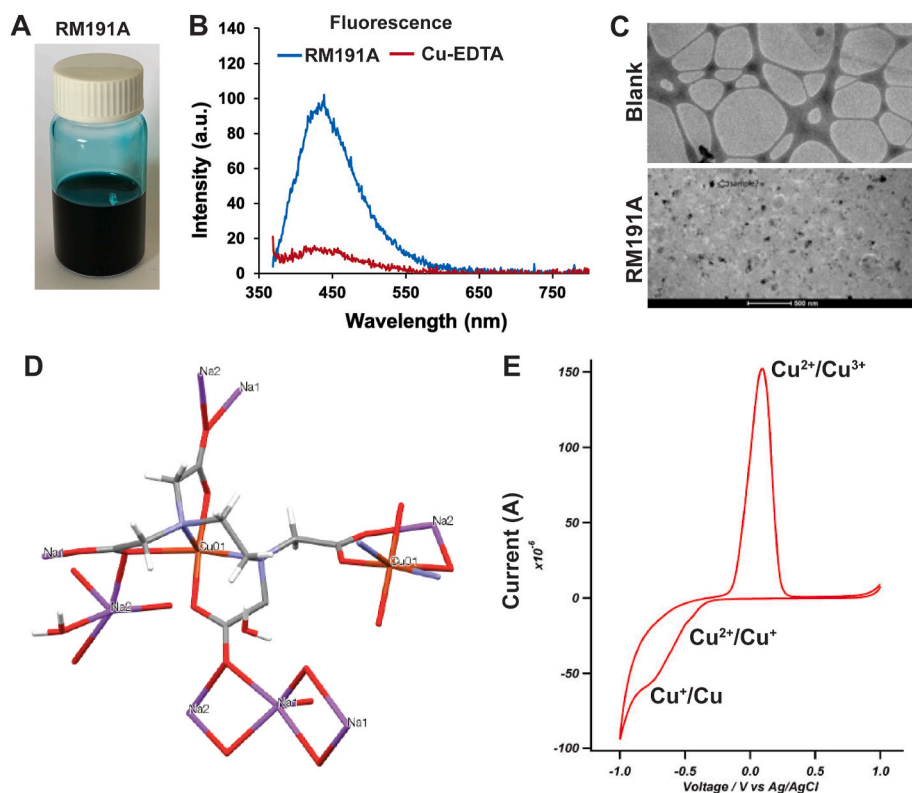 A
RM191A
B
Fluorescence
RM191A
Cu-EDTA
Intensity (a.u.)
140
120
100
80
60
40
20
0
350
450
550
650
750
Wavelength (nm)
C
Blank
RM191A
500 nm
D
Na2
Na1
Cu01
Na2
Na1
Cu01
Na2
Na2
Na1
Na1
E
Cu²⁺/Cu³⁺
Cu²⁺/Cu⁺
Cu⁺/Cu
Current (A)
x10⁻⁶
150
100
50
0
-50
-100
-1.0
-0.5
0.0
0.5
1.0
Voltage / V vs Ag/AgCl